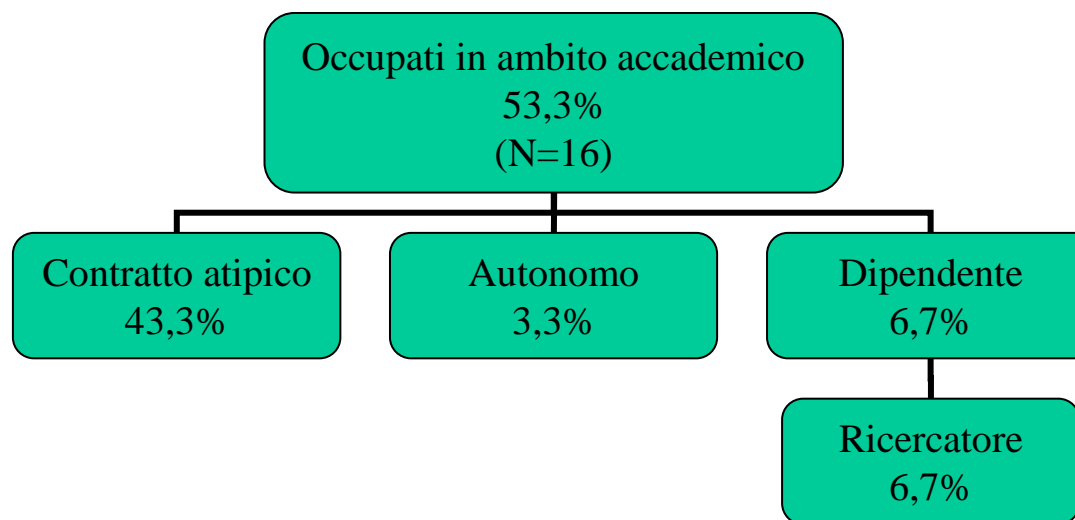 Occupati in ambito accademico
53,3%
(N=16)
Contratto atipico
43,3%
Autonomo
3,3%
Dipendente
6,7%
Ricercatore
6,7%